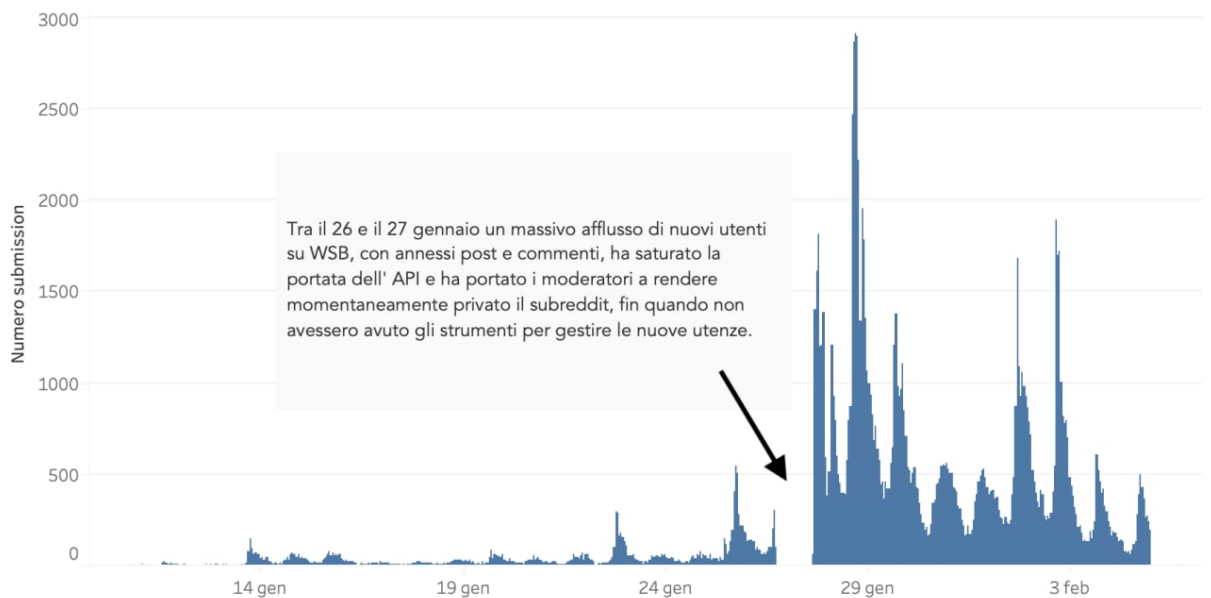 3000
2500
2000
1500
1000
500
0
Numero submission
Tra il 26 e il 27 gennaio un massivo afflusso di nuovi utenti
su WSB, con annessi post e commenti, ha saturato la
portata dell' API e ha portato i moderatori a rendere
momentaneamente privato il subreddit, fin quando non
avessero avuto gli strumenti per gestire le nuove utenze.
14 gen
19 gen
24 gen
29 gen
3 feb